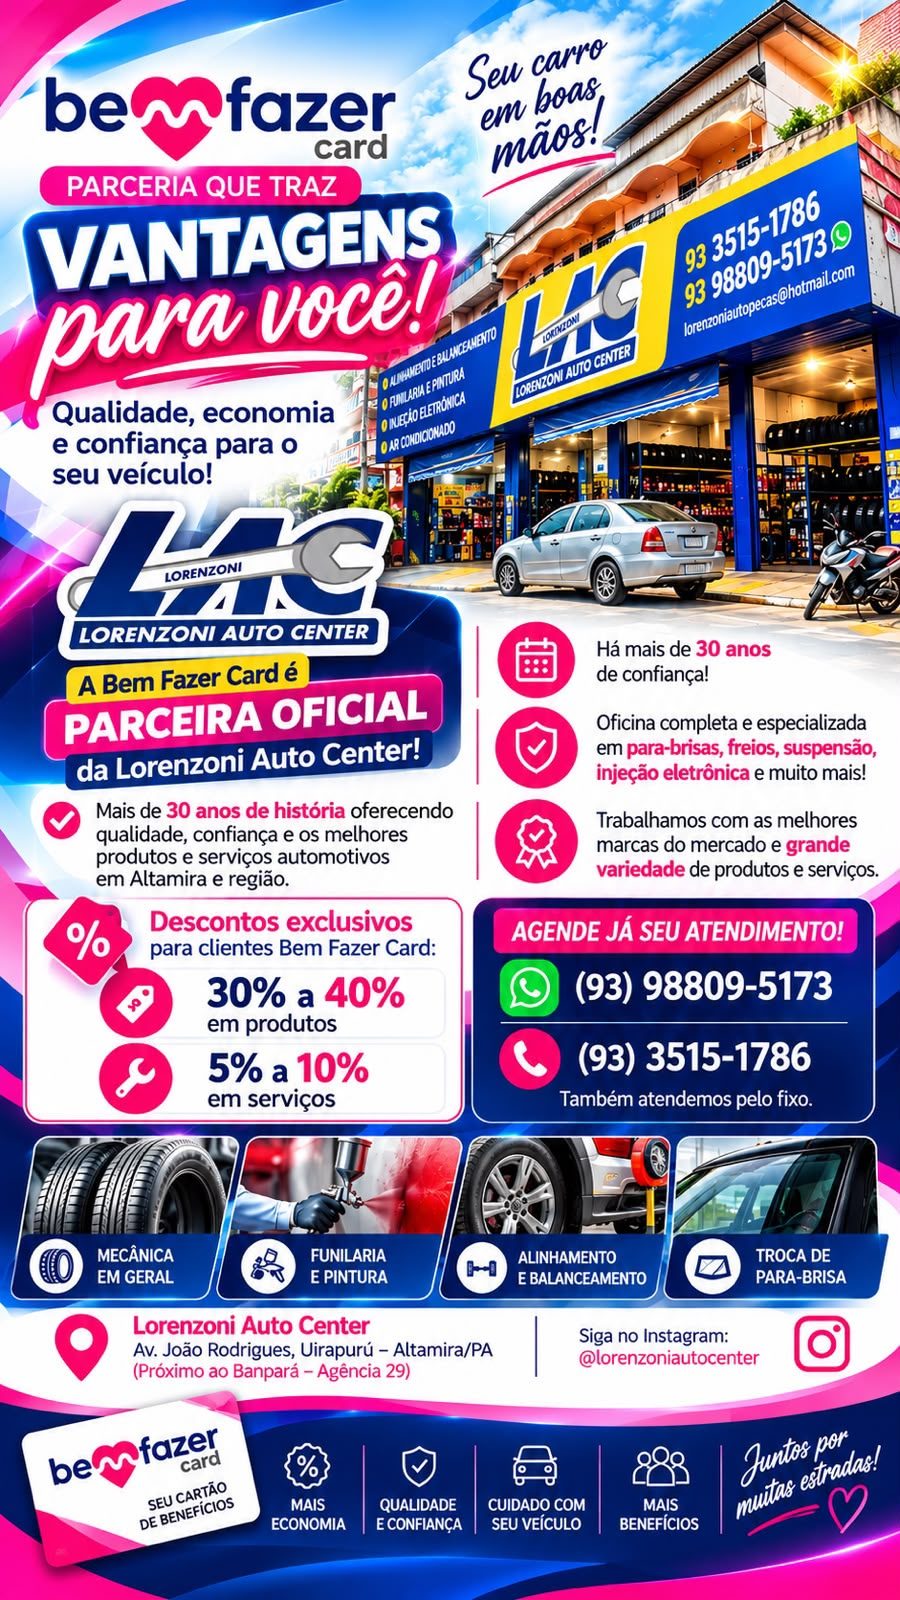 bem fazer
card
PARCERIA QUE TRAZ
VANTAGENS
para você!
Seu carro
em boas
mãos!
Qualidade, economia
e confiança para o
seu veículo!
ALINHAMENTO E BALANCEAMENTO
FUNILARIA E PINTURA
INJEÇÃO ELETRÔNICA
AR CONDICIONADO
LAC
LORENZONI
LORENZONI AUTO CENTER
93 3515-1786
93 98809-5173
lorenzoniautopecas@hotmail.com
LAC
LORENZONI
LORENZONI AUTO CENTER
A Bem Fazer Card é
PARCEIRA OFICIAL
da Lorenzoni Auto Center!
Mais de 30 anos de história oferecendo
qualidade, confiança e os melhores
produtos e serviços automotivos
em Altamira e região.
Há mais de 30 anos
de confiança!
Oficina completa e especializada
em para-brisas, freios, suspensão,
injeção eletrônica e muito mais!
Trabalhamos com as melhores
marcas do mercado e grande
variedade de produtos e serviços.
%
Descontos exclusivos
para clientes Bem Fazer Card:
30% a 40%
em produtos
5% a 10%
em serviços
AGENDE JÁ SEU ATENDIMENTO!
(93) 98809-5173
(93) 3515-1786
Também atendemos pelo fixo.
MECÂNICA
EM GERAL
FUNILARIA
E PINTURA
ALINHAMENTO
E BALANCEAMENTO
TROCA DE
PARA-BRISA
Lorenzoni Auto Center
Av. João Rodrigues, Uirapurú – Altamira/PA
(Próximo ao Banpará – Agência 29)
Siga no Instagram:
@lorenzoniautocenter
bem fazer
card
SEU CARTÃO
DE BENEFÍCIOS
%
MAIS
ECONOMIA
QUALIDADE
E CONFIANÇA
CUIDADO COM
SEU VEÍCULO
MAIS
BENEFÍCIOS
Juntos por
muitas estradas!